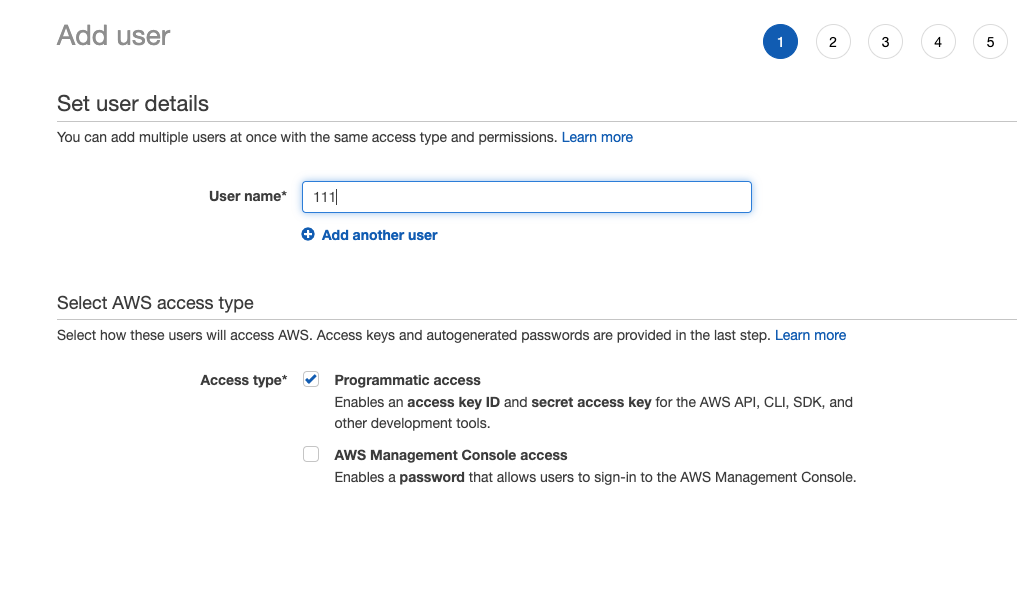 Add user
1 2 3 4 5
Set user details
You can add multiple users at once with the same access type and permissions. Learn more
User name* 111
Add another user
Select AWS access type
Select how these users will access AWS. Access keys and autogenerated passwords are provided in the last step. Learn more
Access type* Programmatic access
Enables an access key ID and secret access key for the AWS API, CLI, SDK, and
other development tools.
AWS Management Console access
Enables a password that allows users to sign-in to the AWS Management Console.